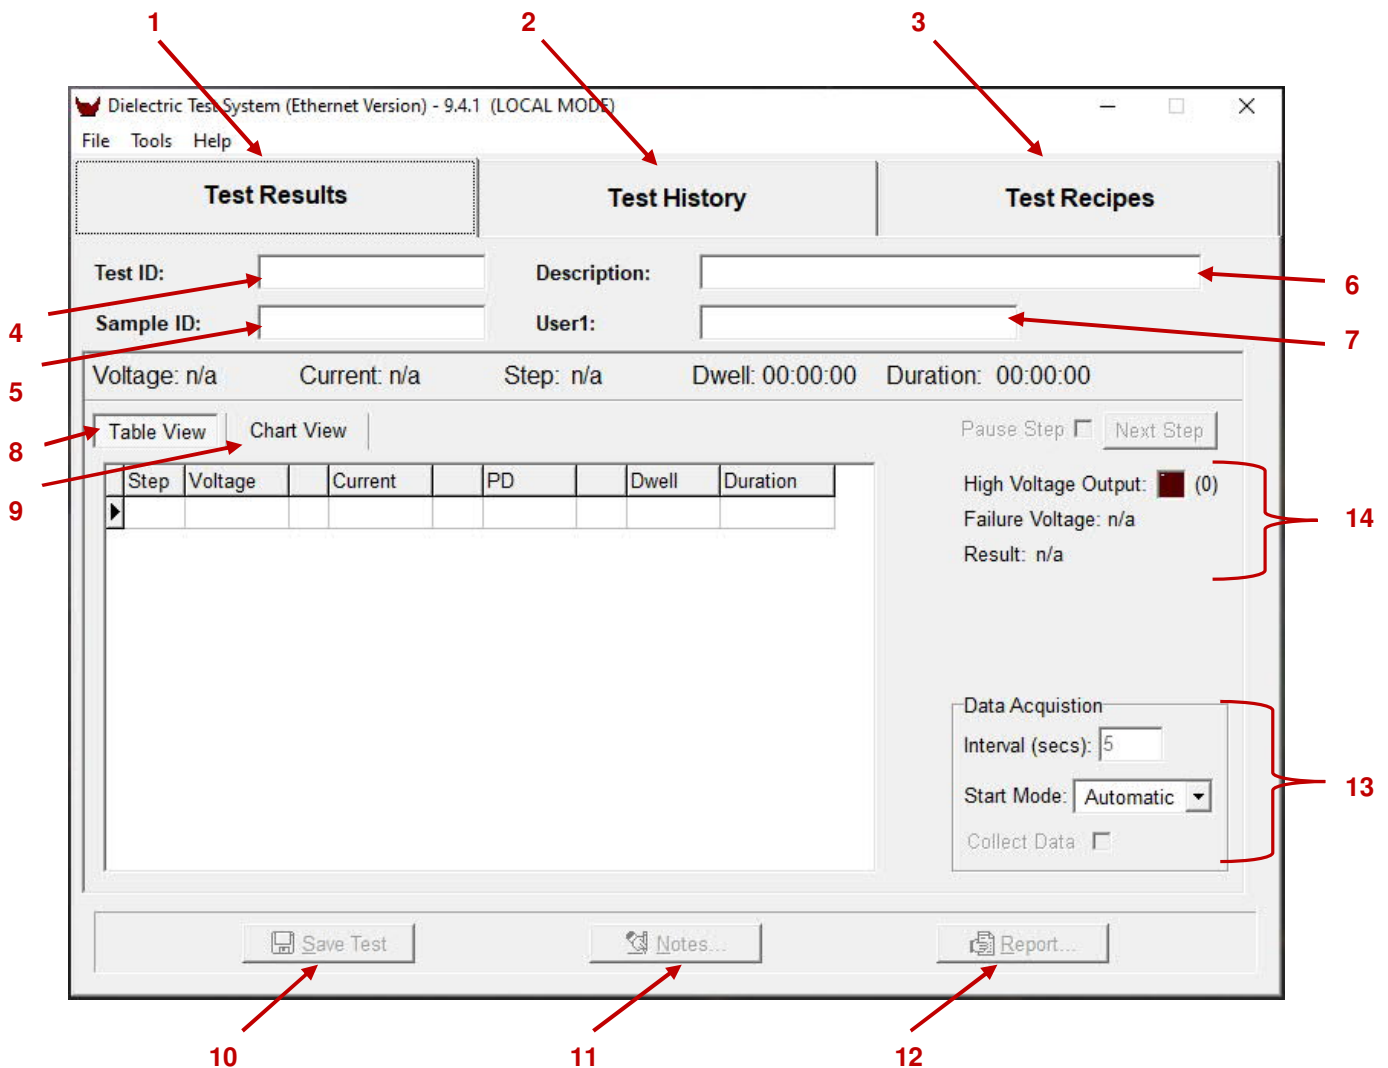 1 2 3
Dielectric Test System (Ethernet Version) - 9.4.1 (LOCAL MODE)
File Tools Help
Test Results Test History Test Recipes
Test ID: Description:
6
4 Sample ID: User1:
7
5 Voltage: n/a Current: n/a Step: n/a Dwell: 00:00:00 Duration: 00:00:00
8 Table View Chart View Pause Step Next Step
9 Step Voltage Current PD Dwell Duration High Voltage Output: (0)
Failure Voltage: n/a 14
Result: n/a
Data Acquistion
Interval (secs): 5
Start Mode: Automatic 13
Collect Data
Save Test Notes... Report...
10 11 12